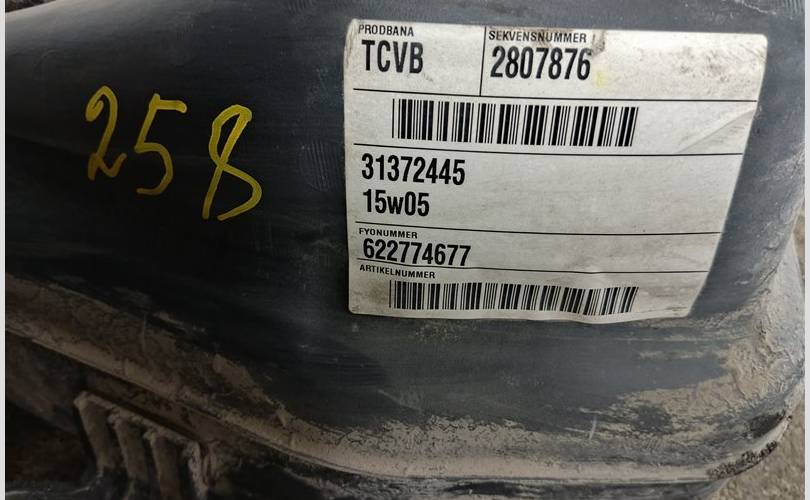 258
PRODBANA
TCVB
SEKVENSNUMMER
2807876
31372445
15w05
FYONUMMER
622774677
ARTIKELNUMMER